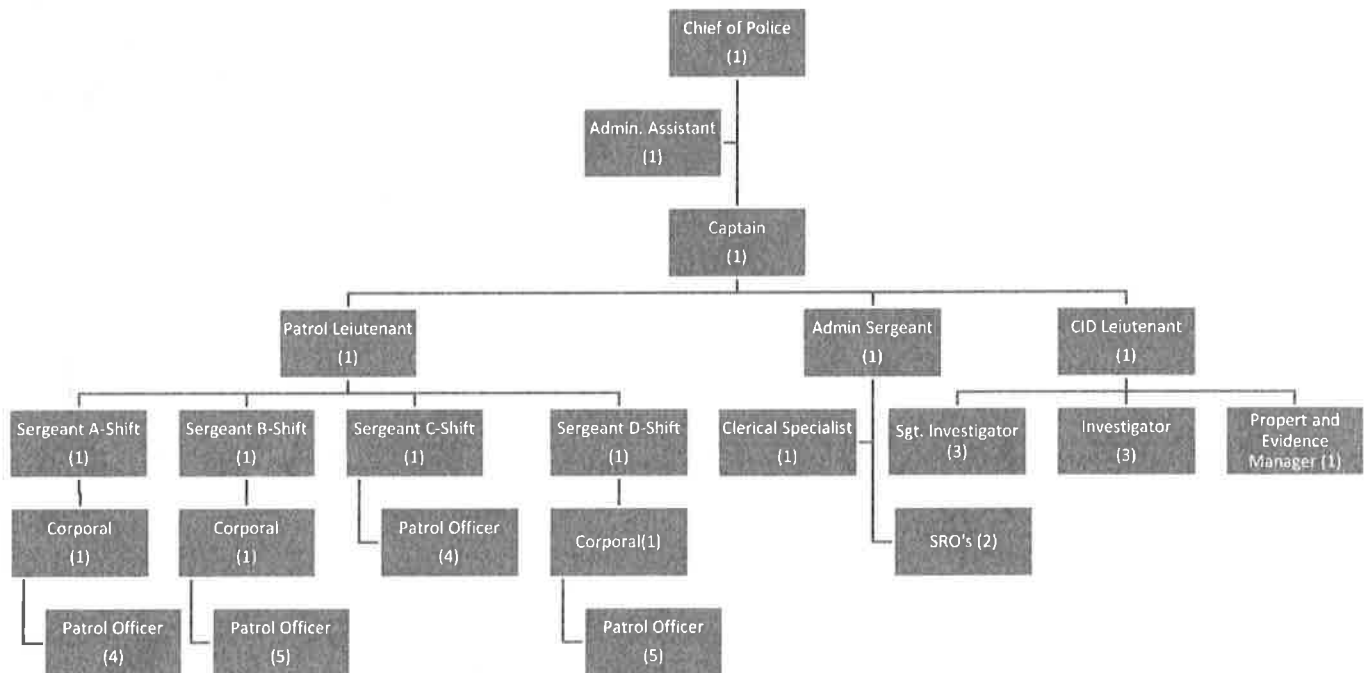 Chief of Police
(1)
Admin. Assistant
(1)
Captain
(1)
Patrol Leiutenant
(1)
Admin Sergeant
(1)
CID Leiutenant
(1)
Sergeant A-Shift
(1)
Sergeant B-Shift
(1)
Sergeant C-Shift
(1)
Sergeant D-Shift
(1)
Clerical Specialist
(1)
Sgt. Investigator
(3)
Investigator
(3)
Propert and
Evidence
Manager (1)
Corporal
(1)
Corporal
(1)
Patrol Officer
(4)
Corporal(1)
SRO's (2)
Patrol Officer
(4)
Patrol Officer
(5)
Patrol Officer
(5)